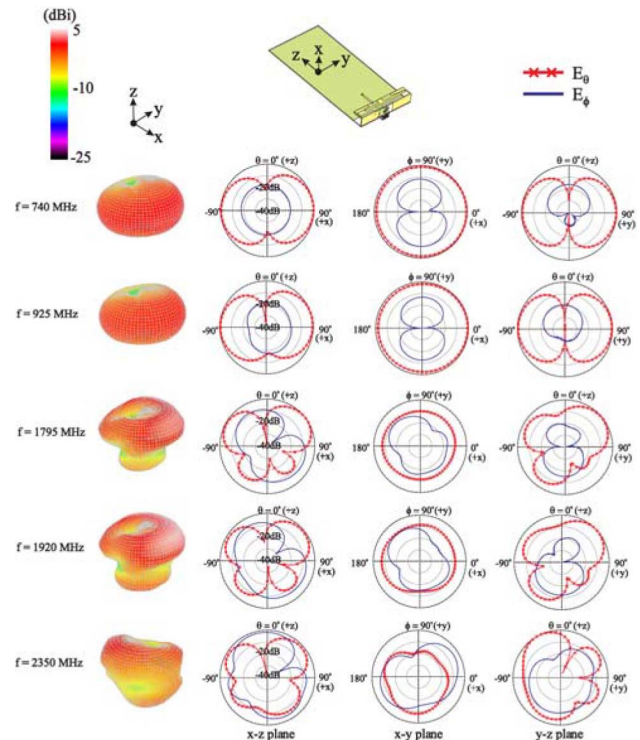 (dBi)
5
-10
-25
z
y
x
x
z
y
E_θ
E_ϕ
f = 740 MHz
θ = 0° (+z)
-20dB
-40dB
-90°
90°
(+x)
ϕ = 90°(+y)
180°
0°
(+x)
θ = 0° (+z)
-90°
90°
(+y)
f = 925 MHz
θ = 0° (+z)
-20dB
-40dB
-90°
90°
(+x)
ϕ = 90°(+y)
180°
0°
(+x)
θ = 0° (+z)
-90°
90°
(+y)
f = 1795 MHz
θ = 0° (+z)
-20dB
-40dB
-90°
90°
(+x)
ϕ = 90°(+y)
180°
0°
(+x)
θ = 0° (+z)
-90°
90°
(+y)
f = 1920 MHz
θ = 0° (+z)
-20dB
-40dB
-90°
90°
(+x)
ϕ = 90°(+y)
180°
0°
(+x)
θ = 0° (+z)
-90°
90°
(+y)
f = 2350 MHz
θ = 0° (+z)
-20dB
-40dB
-90°
90°
(+x)
ϕ = 90°(+y)
180°
0°
(+x)
θ = 0° (+z)
-90°
90°
(+y)
x-z plane
x-y plane
y-z plane